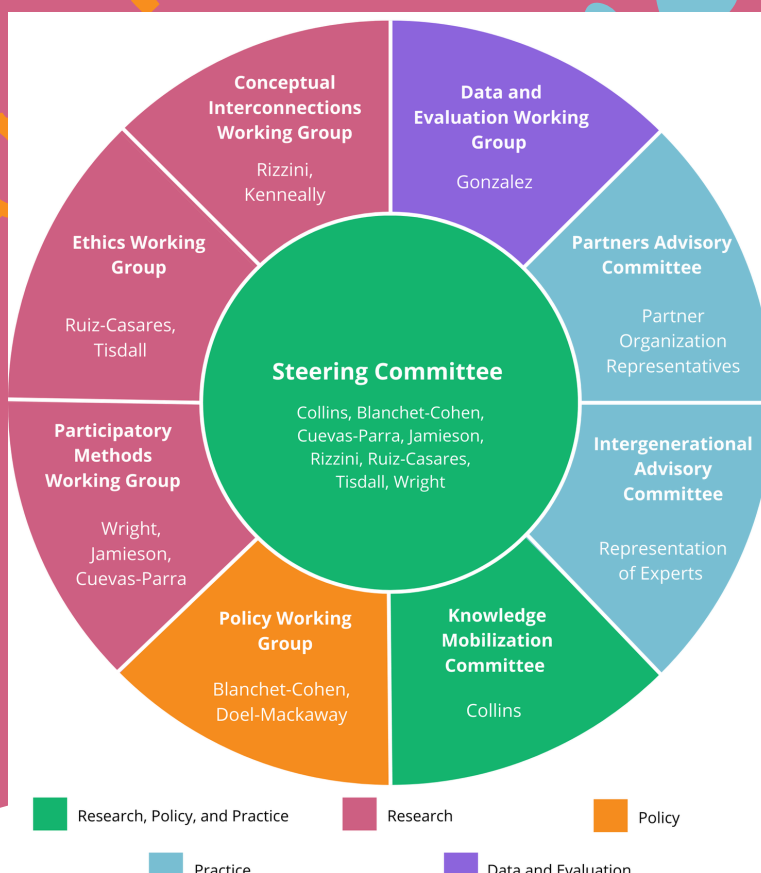 Conceptual
Interconnections
Working Group
Rizzini,
Kenneally
Data and
Evaluation Working
Group
Gonzalez
Ethics Working
Group
Ruiz-Casares,
Tisdall
Partners Advisory
Committee
Partner
Organization
Representatives
Steering Committee
Collins, Blanchet-Cohen,
Cuevas-Parra, Jamieson,
Rizzini, Ruiz-Casares,
Tisdall, Wright
Participatory
Methods
Working Group
Wright,
Jamieson,
Cuevas-Parra
Intergenerational
Advisory
Committee
Representation
of Experts
Policy Working
Group
Blanchet-Cohen,
Doel-Mackaway
Knowledge
Mobilization
Committee
Collins
Research, Policy, and Practice
Research
Policy
Practice
Data and Evaluation